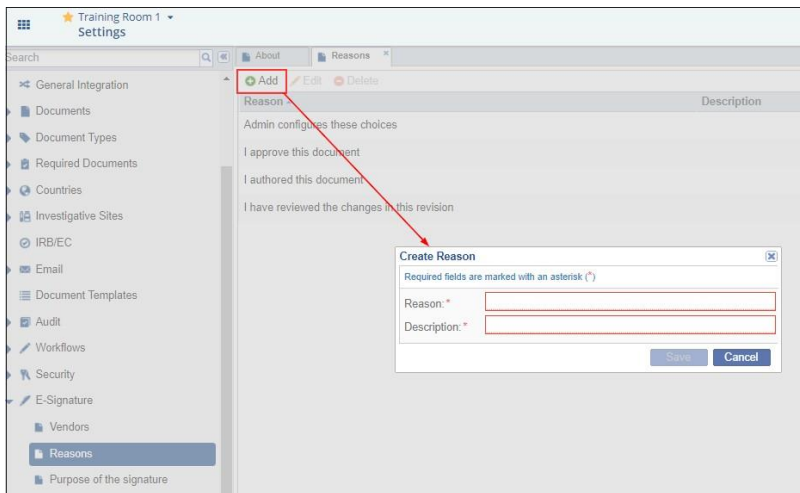 Training Room 1
Settings
Search
General Integration
Documents
Document Types
Required Documents
Countries
Investigative Sites
IRB/EC
Email
Document Templates
Audit
Workflows
Security
E-Signature
Vendors
Reasons
Purpose of the signature
About
Reasons
Add Edit Delete
Reason Description
Admin configures these choices
I approve this document
I authored this document
I have reviewed the changes in this revision
Create Reason
Required fields are marked with an asterisk (*)
Reason: *
Description: *
Save Cancel